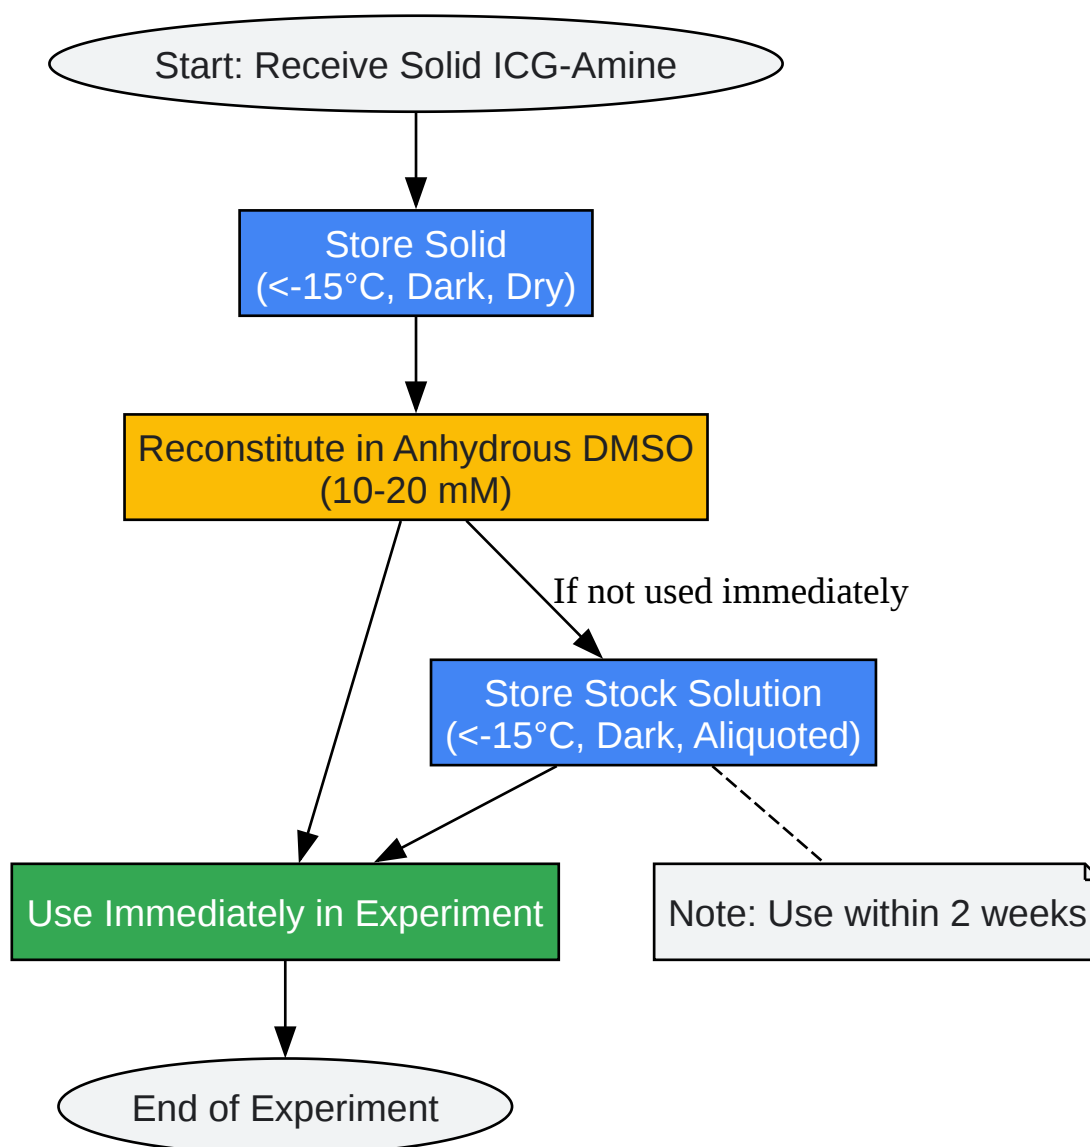 Start: Receive Solid ICG-Amine
Store Solid
(<-15°C, Dark, Dry)
Reconstitute in Anhydrous DMSO
(10-20 mM)
If not used immediately
Store Stock Solution
(<-15°C, Dark, Aliquoted)
Use Immediately in Experiment
Note: Use within 2 weeks
End of Experiment